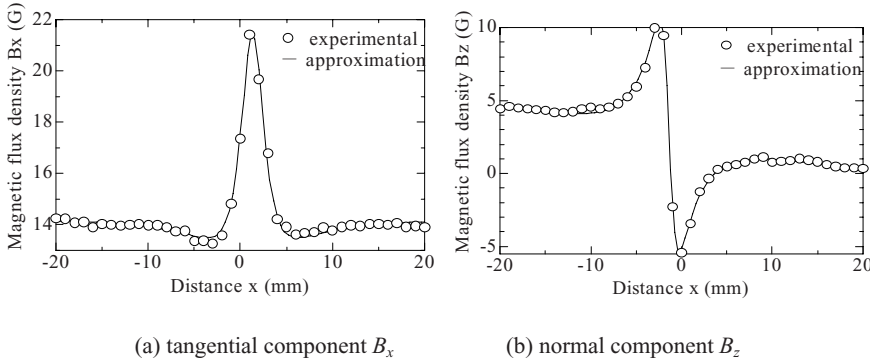 Magnetic flux density Bx (G)
22
20
18
16
14
-20
-10
0
10
20
Distance x (mm)
experimental
approximation
(a) tangential component Bx
Magnetic flux density Bz (G)
10
5
0
-5
-20
-10
0
10
20
Distance x (mm)
experimental
approximation
(b) normal component Bz